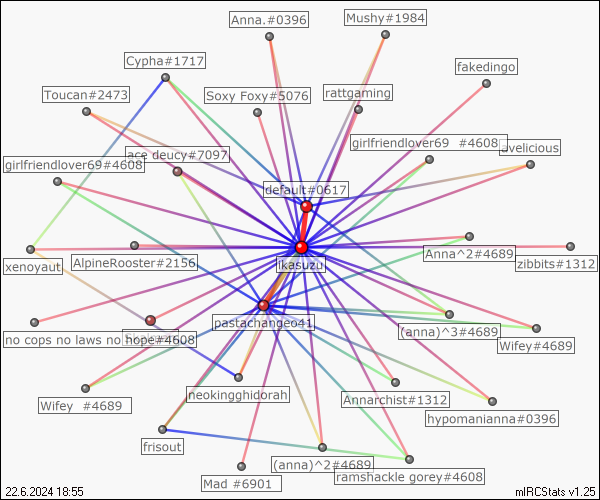 Anna.#0396
Mushy#1984
Cypha#1717
fakedingo
Toucan#2473
Soxy Foxy#5076
rattgaming
girlfriendlover69 #4608
girlfriendlover69#4608
ace deucy#7097
default#0617
xenoyaut
AlpineRooster#2156
ikasuzu
Anna^2#4689
zibbits#1312
pastachangeo41
no cops no laws no hope#4608
(anna)^3#4689
Wifey#4689
neokingghidorah
Annarchist#1312
Wifey #4689
hypomanianna#0396
frisout
(anna)^2#4689
ramshackle gorey#4608
Mad #6901
22.6.2024 18:55
mIRCStats v1.25